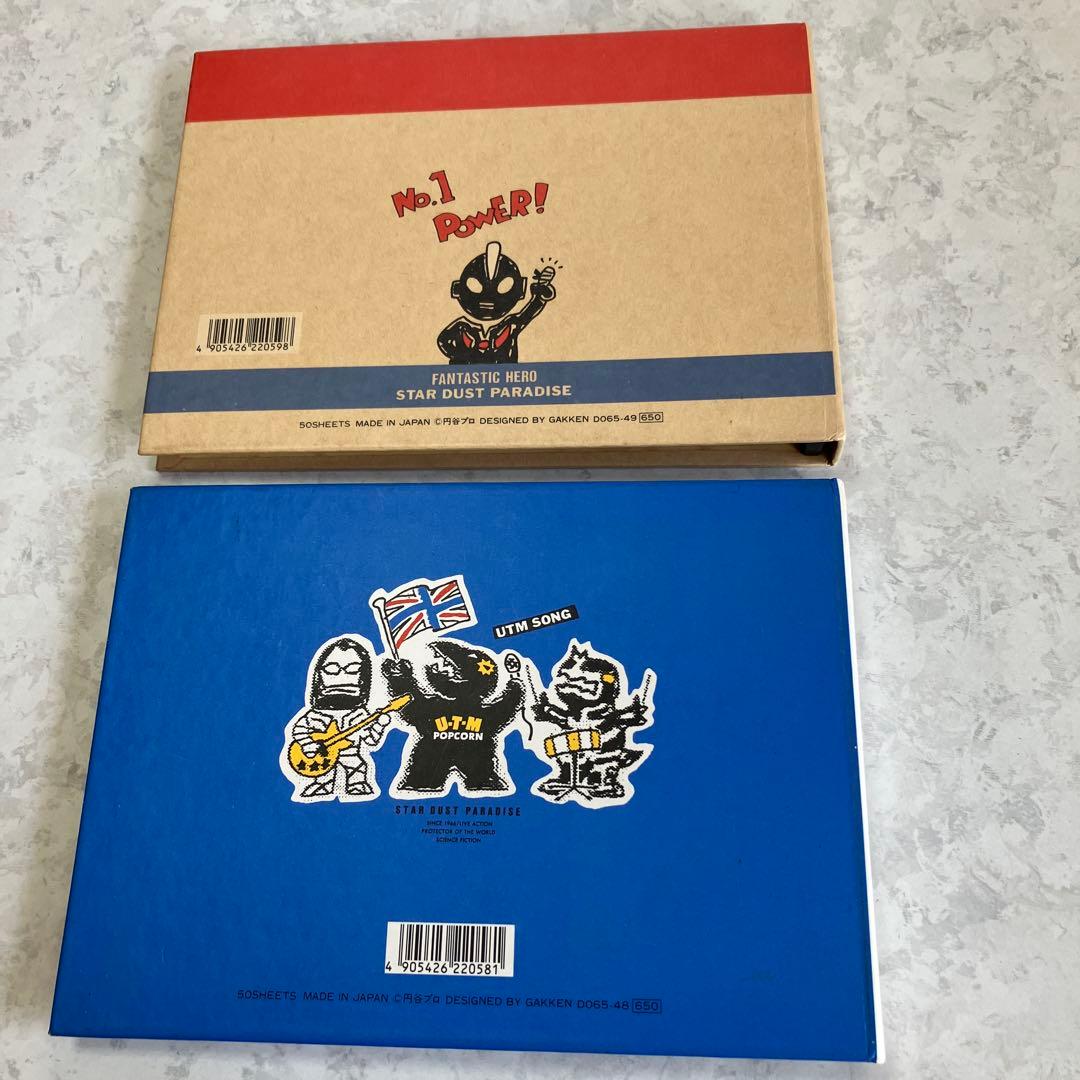 No.1
POWER!
4 905426 220598
FANTASTIC HERO
STAR DUST PARADISE
50SHEETS MADE IN JAPAN ©円谷プロ DESIGNED BY GAKKEN D065-49 650
UTM SONG
U·T·M
POPCORN
STAR DUST PARADISE
SINCE 1966/LIVE ACTION
PROTECTOR OF THE WORLD
SCIENCE FICTION
4 905426 220581
50SHEETS MADE IN JAPAN ©円谷プロ DESIGNED BY GAKKEN D065-48 650